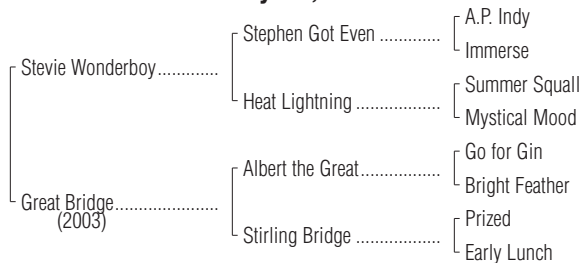 A.P. Indy
Stephen Got Even ..............
Immerse
Stevie Wonderboy.............
Summer Squall
Heat Lightning ...................
Mystical Mood
Go for Gin
Albert the Great..................
Bright Feather
Great Bridge......................
(2003)
Prized
Stirling Bridge ...................
Early Lunch